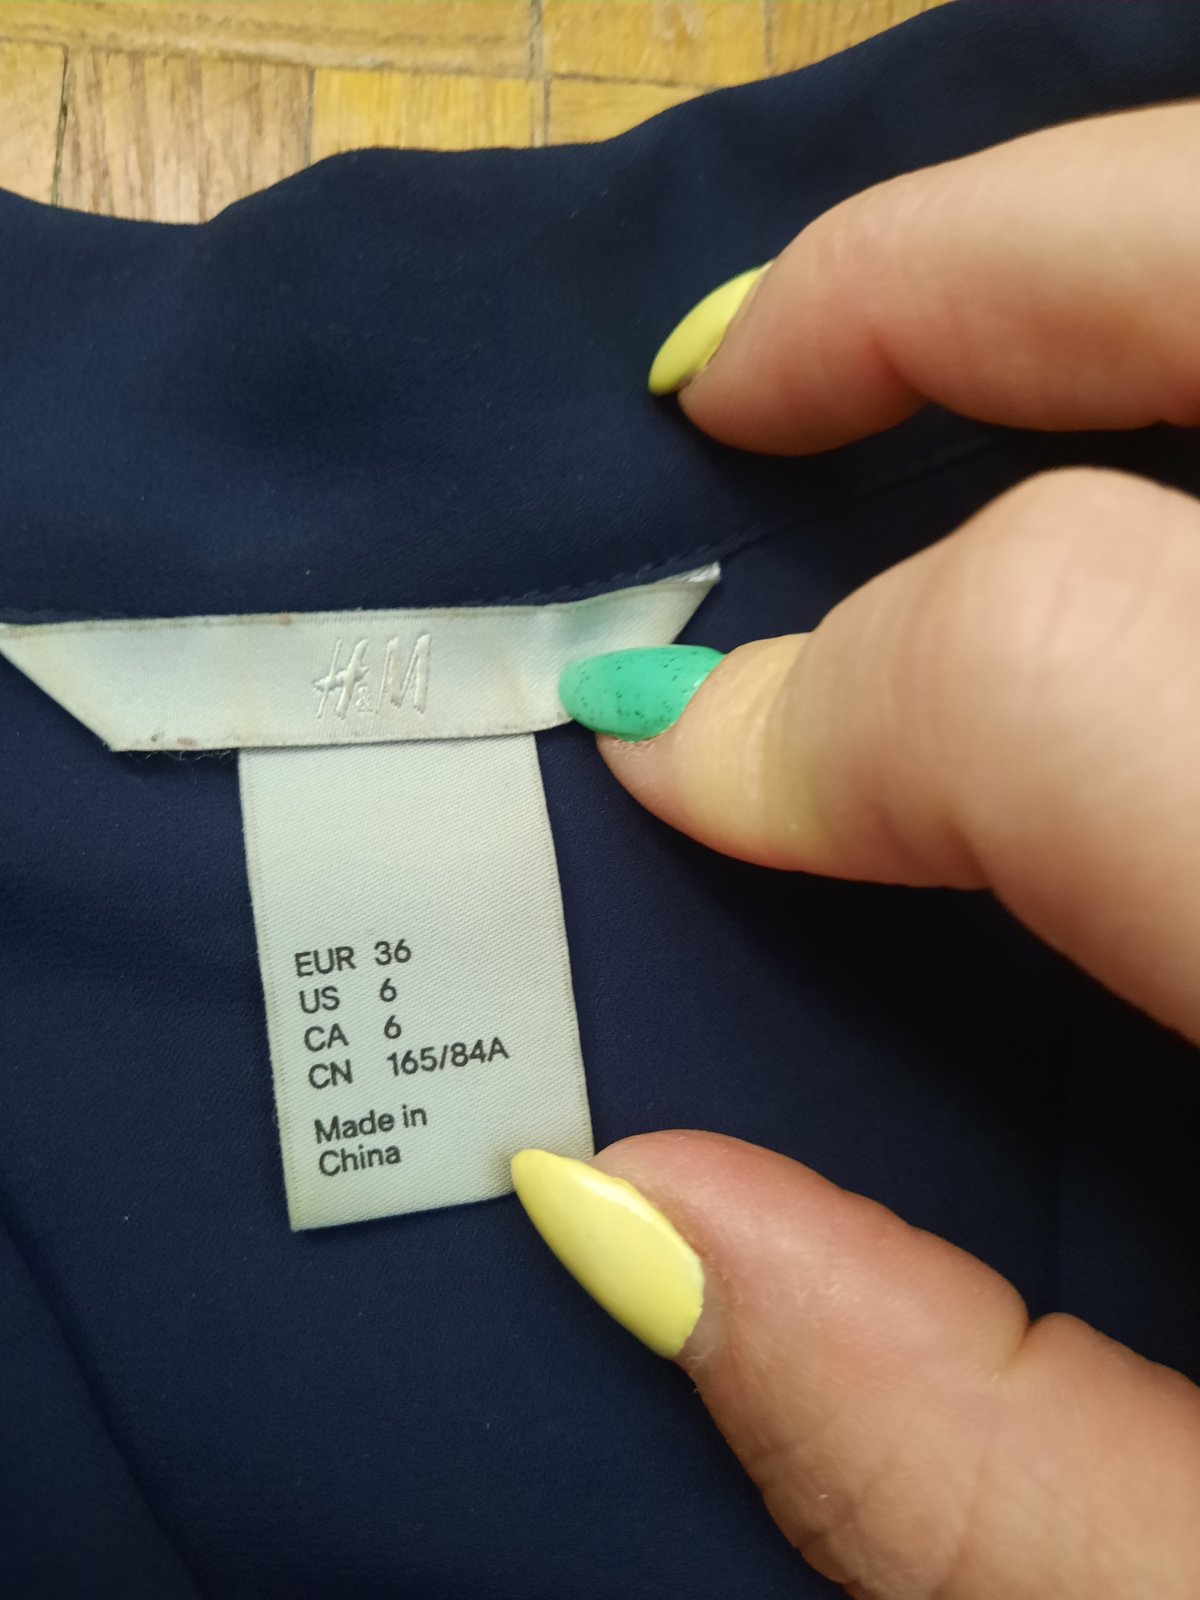 H&M
EUR 36
US 6
CA 6
CN 165/84A
Made in
China